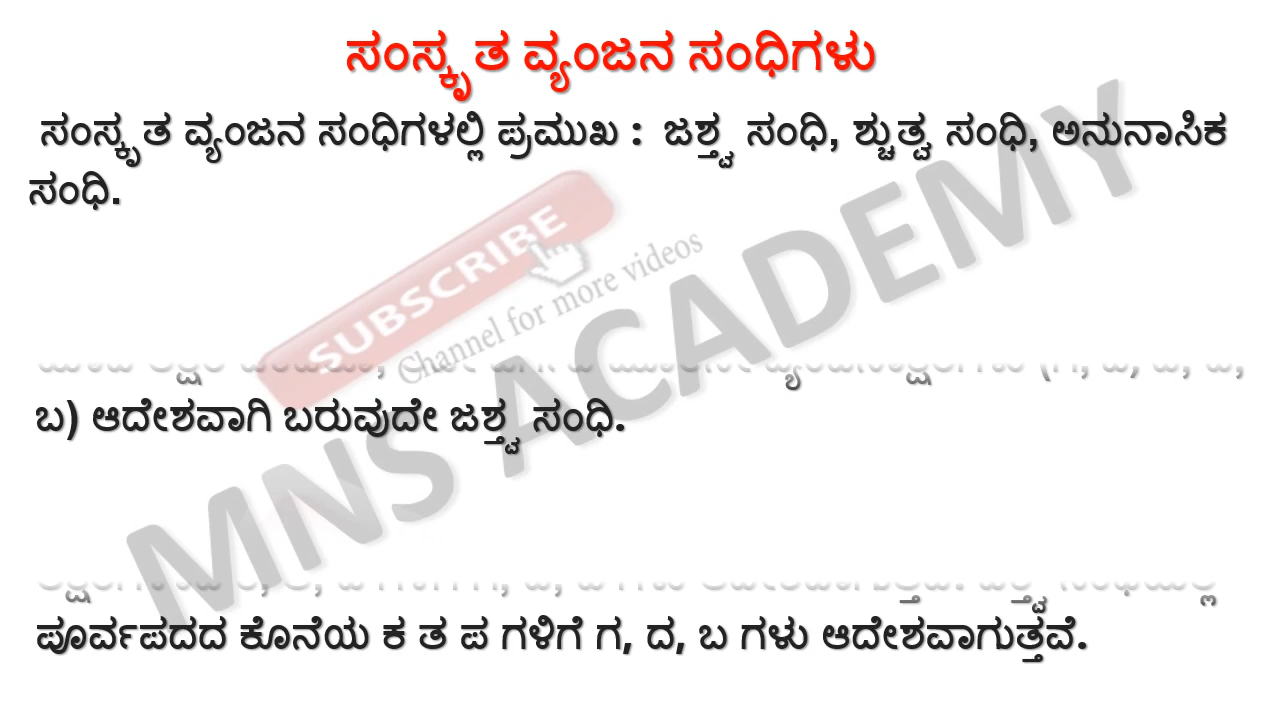 ಸಂಸ್ಕೃತ ವ್ಯಂಜನ ಸಂಧಿಗಳು
ಸಂಸ್ಕೃತ ವ್ಯಂಜನ ಸಂಧಿಗಳಲ್ಲಿ ಪ್ರಮುಖ : ಜಶ್ತ್ವ ಸಂಧಿ, ಶ್ಚುತ್ವ ಸಂಧಿ, ಅನುನಾಸಿಕ
ಸಂಧಿ.
SUBSCRIBE
Channel for more videos
MNS ACADEMY
ಬ) ಆದೇಶವಾಗಿ ಬರುವುದೇ ಜಶ್ತ್ವ ಸಂಧಿ.
ಪೂರ್ವಪದದ ಕೊನೆಯ ಕ ತ ಪ ಗಳಿಗೆ ಗ, ದ, ಬ ಗಳು ಆದೇಶವಾಗುತ್ತವೆ.